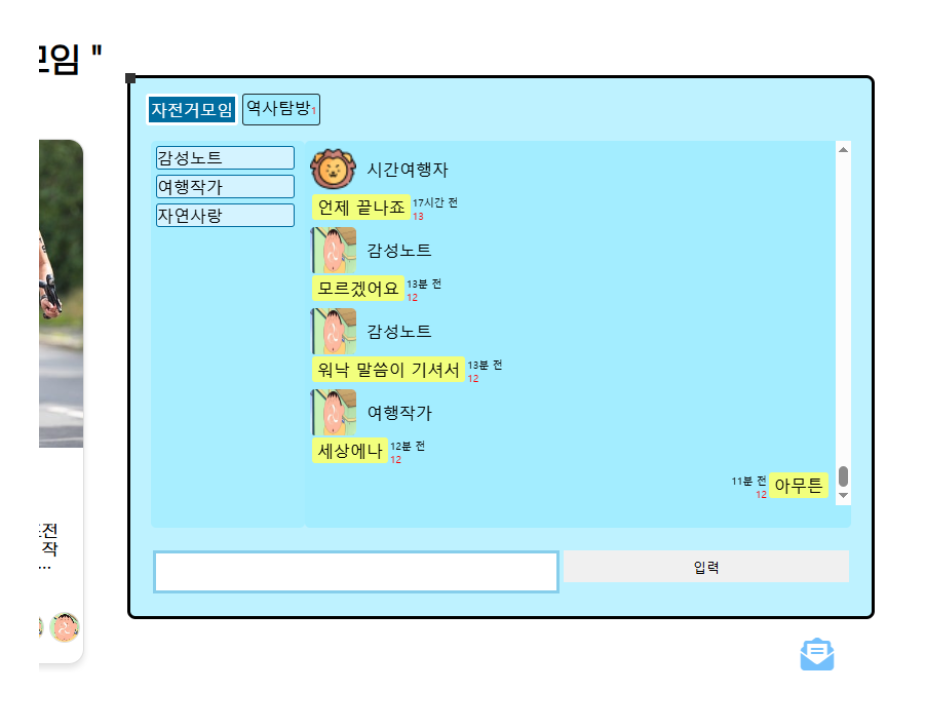 모임 "
자전거모임
역사탐방1
감성노트
여행작가
자연사랑
시간여행자
언제 끝나죠 17시간 전
13
감성노트
모르겠어요 13분 전
12
감성노트
워낙 말씀이 기셔서 13분 전
12
여행작가
세상에나 12분 전
12
11분 전 아무튼
12
전
작
...
입력